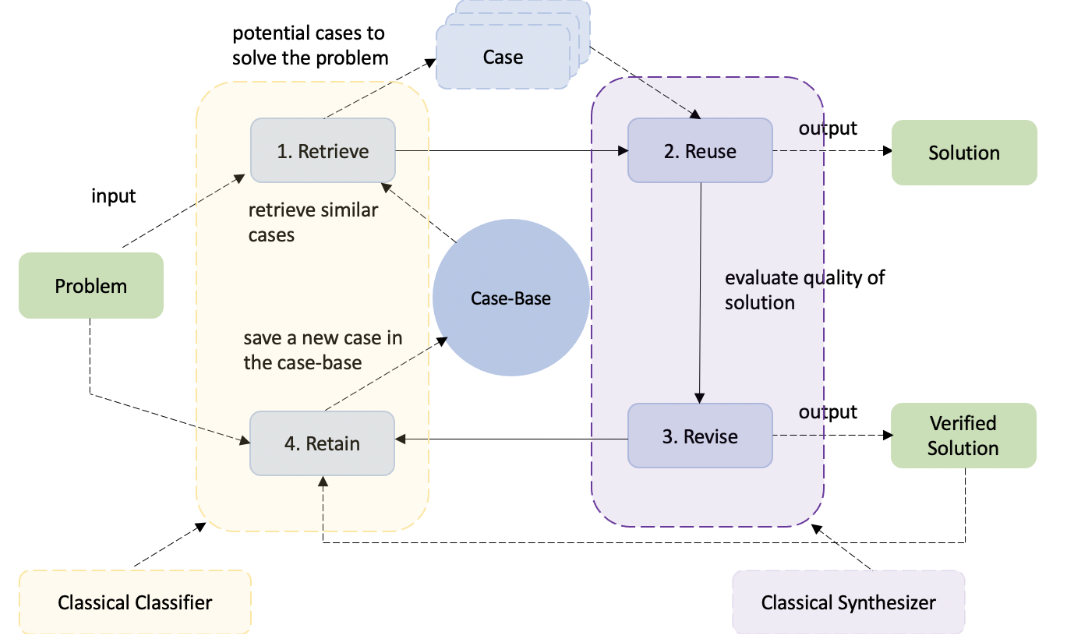 potential cases to
solve the problem
Case
1. Retrieve
2. Reuse
output
Solution
input
retrieve similar
cases
Problem
Case-Base
evaluate quality of
solution
save a new case in
the case-base
4. Retain
3. Revise
output
Verified
Solution
Classical Classifier
Classical Synthesizer